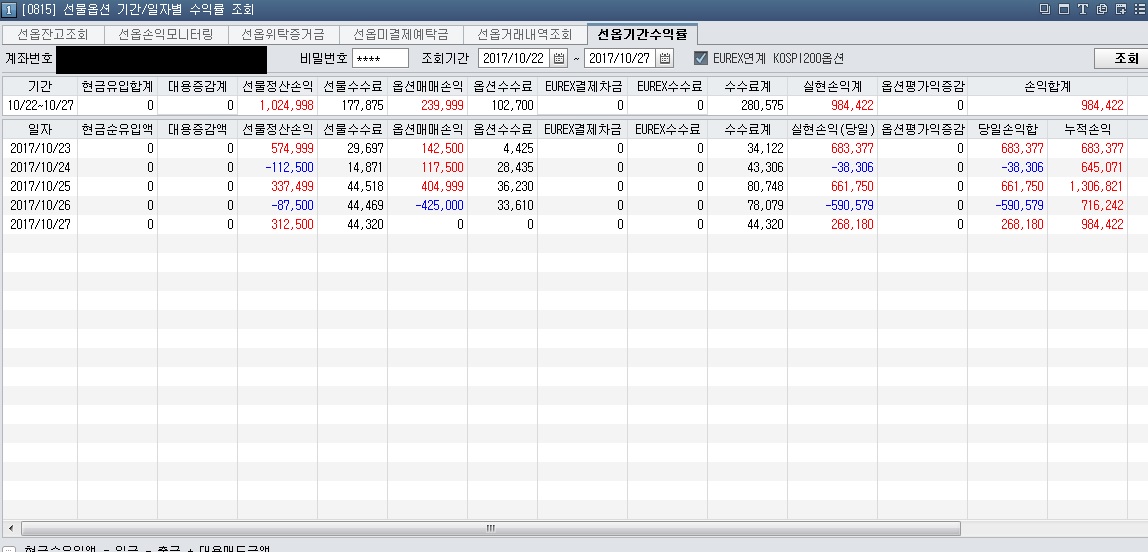 1 [0815] 선물옵션 기간/일자별 수익률 조회
선옵잔고조회 선옵손익모니터링 선옵위탁증거금 선옵미결제예탁금 선옵거래내역조회 선옵기간수익률
계좌번호 비밀번호 **** 조회기간 2017/10/22 ~ 2017/10/27 EUREX연계 KOSPI200옵션 조회
기간 현금유입합계 대용증감계 선물정산손익 선물수수료 옵션매매손익 옵션수수료 EUREX결제차금 EUREX수수료 수수료계 실현손익계 옵션평가익증감 손익합계
10/22~10/27 0 0 1,024,998 177,875 239,999 102,700 0 0 280,575 984,422 0 984,422
일자 현금순유입액 대용증감액 선물정산손익 선물수수료 옵션매매손익 옵션수수료 EUREX결제차금 EUREX수수료 수수료계 실현손익(당일) 옵션평가익증감 당일손익합 누적손익
2017/10/23 0 0 574,999 29,697 142,500 4,425 0 0 34,122 683,377 0 683,377 683,377
2017/10/24 0 0 -112,500 14,871 117,500 28,435 0 0 43,306 -38,306 0 -38,306 645,071
2017/10/25 0 0 337,499 44,518 404,999 36,230 0 0 80,748 661,750 0 661,750 1,306,821
2017/10/26 0 0 -87,500 44,469 -425,000 33,610 0 0 78,079 -590,579 0 -590,579 716,242
2017/10/27 0 0 312,500 44,320 0 0 0 0 44,320 268,180 0 268,180 984,422
현금순유입액 = 입금 - 출금 + 대용매도금액